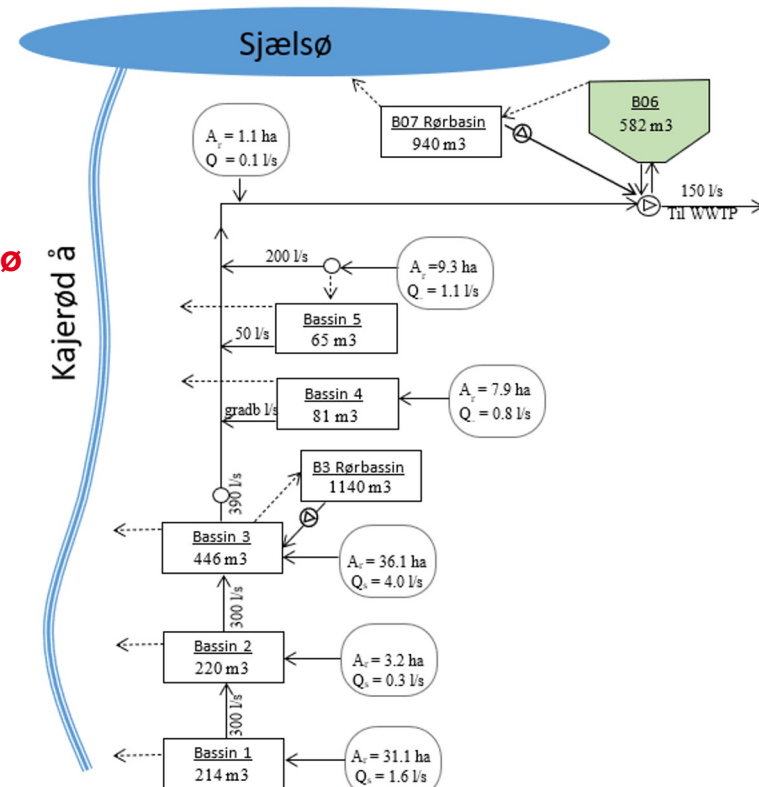 Sjælsø
B06
582 m3
B07 Rørbasin
940 m3
Ar = 1.1 ha
Q = 0.1 l/s
150 l/s
Til WWTP
Ø
Kajerød å
200 l/s
Ar =9.3 ha
Q = 1.1 l/s
Bassin 5
65 m3
50 l/s
Bassin 4
81 m3
gradb l/s
Ar = 7.9 ha
Q = 0.8 l/s
B3 Rørbassin
1140 m3
390 l/s
Bassin 3
446 m3
Ar = 36.1 ha
Qs = 4.0 l/s
300 l/s
Bassin 2
220 m3
Ar = 3.2 ha
Qs = 0.3 l/s
300 l/s
Bassin 1
214 m3
Ar = 31.1 ha
Qs = 1.6 l/s